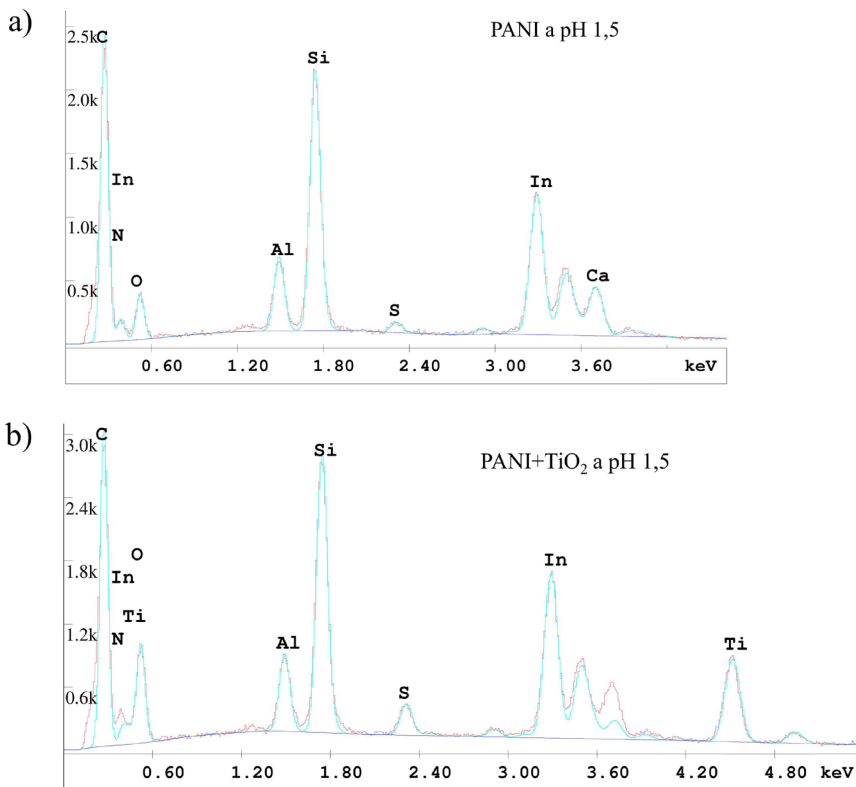 a)
PANI a pH 1,5
2.5k
C
2.0k
Si
1.5k
In
In
1.0k
N
Al
O
Ca
0.5k
S
0.60 1.20 1.80 2.40 3.00 3.60 keV
b)
PANI+TiO2 a pH 1,5
3.0k
C
Si
2.4k
O
1.8k
In
In
Ti
1.2k
N
Al
Ti
0.6k
S
0.60 1.20 1.80 2.40 3.00 3.60 4.20 4.80 keV